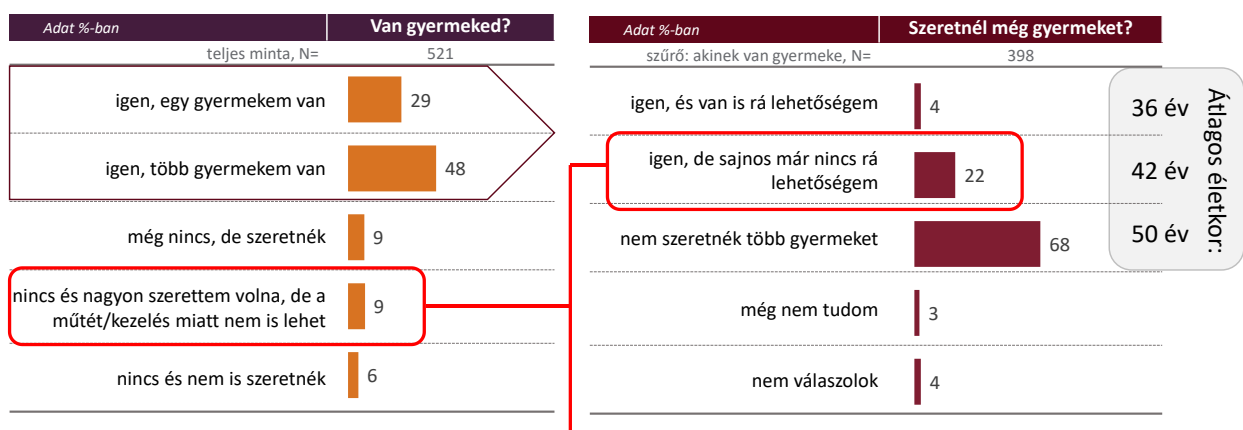 Adat %-ban Van gyermeked?
teljes minta, N= 521
igen, egy gyermekem van 29
igen, több gyermekem van 48
még nincs, de szeretnék 9
nincs és nagyon szerettem volna, de a
műtét/kezelés miatt nem is lehet 9
nincs és nem is szeretnék 6
Adat %-ban Szeretnél még gyermeket?
szűrő: akinek van gyermeke, N= 398
igen, és van is rá lehetőségem 4
igen, de sajnos már nincs rá
lehetőségem 22
nem szeretnék több gyermeket 68
még nem tudom 3
nem válaszolok 4
36 év
42 év
50 év
Átlagos életkor: